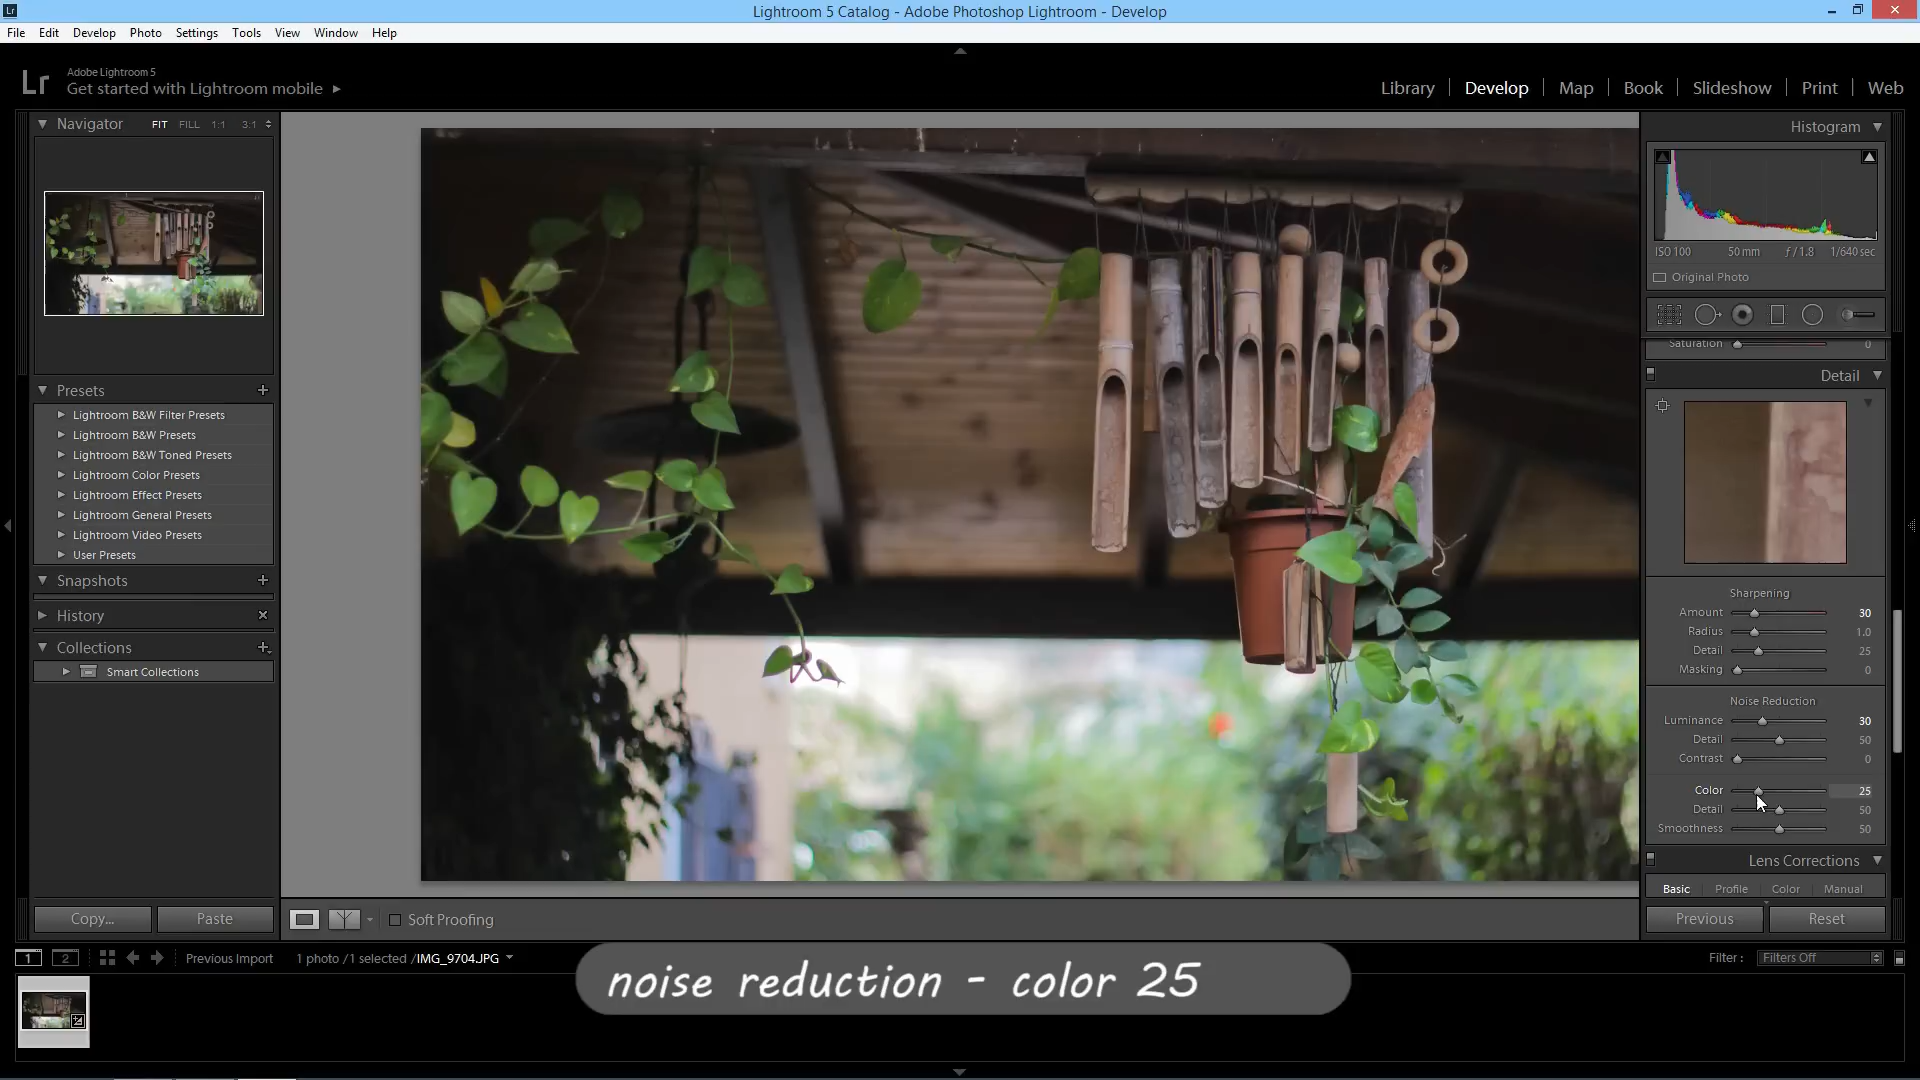 Lr
Lightroom 5 Catalog - Adobe Photoshop Lightroom - Develop
File Edit Develop Photo Settings Tools View Window Help
Lr
Adobe Lightroom 5
Get started with Lightroom mobile
Library Develop Map Book Slideshow Print Web
Navigator FIT FILL 1:1 3:1
Presets
Lightroom B&W Filter Presets
Lightroom B&W Presets
Lightroom B&W Toned Presets
Lightroom Color Presets
Lightroom Effect Presets
Lightroom General Presets
Lightroom Video Presets
User Presets
Snapshots
History
Collections
Smart Collections
Copy... Paste
Soft Proofing
Histogram
ISO 100 50 mm f / 1.8 1/640 sec
Original Photo
Saturation 0
Detail
Sharpening
Amount 30
Radius 1.0
Detail 25
Masking 0
Noise Reduction
Luminance 30
Detail 50
Contrast 0
Color 25
Detail 50
Smoothness 50
Lens Corrections
Basic Profile Color Manual
Previous Reset
1 2 Previous Import 1 photo / 1 selected / IMG_9704.JPG Filter : Filters Off
noise reduction - color 25